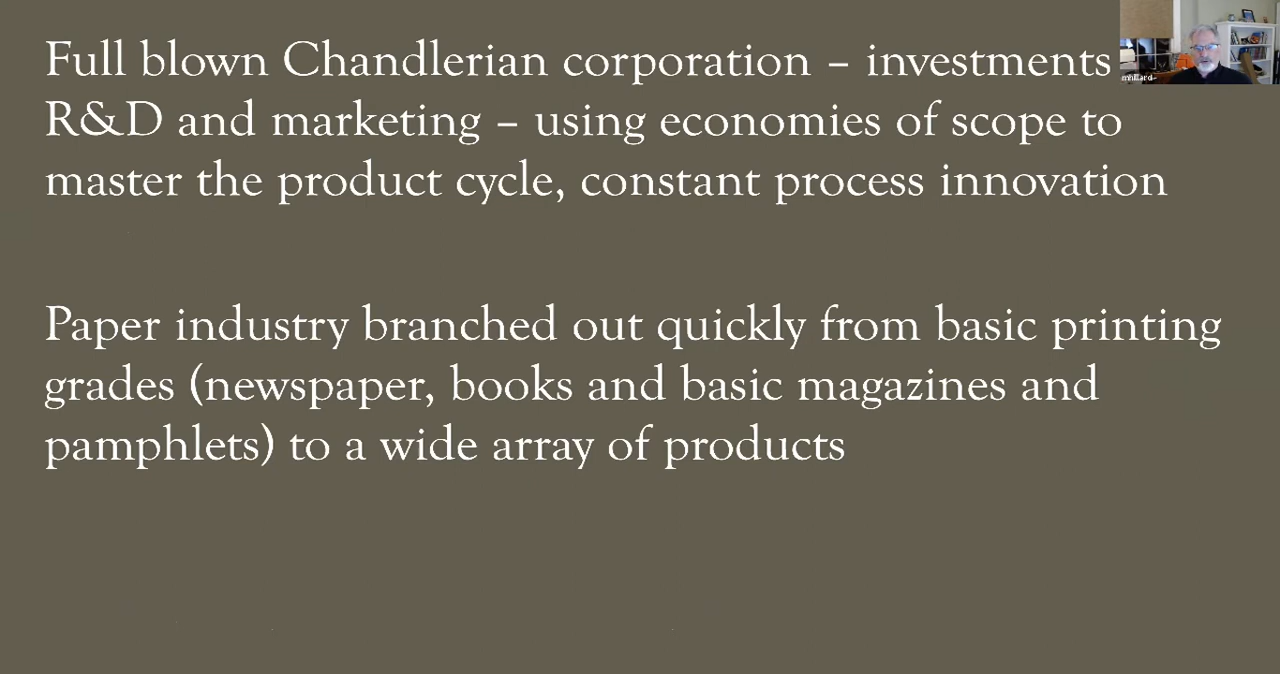 Full blown Chandlerian corporation – investments
R&D and marketing – using economies of scope to
master the product cycle, constant process innovation
Paper industry branched out quickly from basic printing
grades (newspaper, books and basic magazines and
pamphlets) to a wide array of products